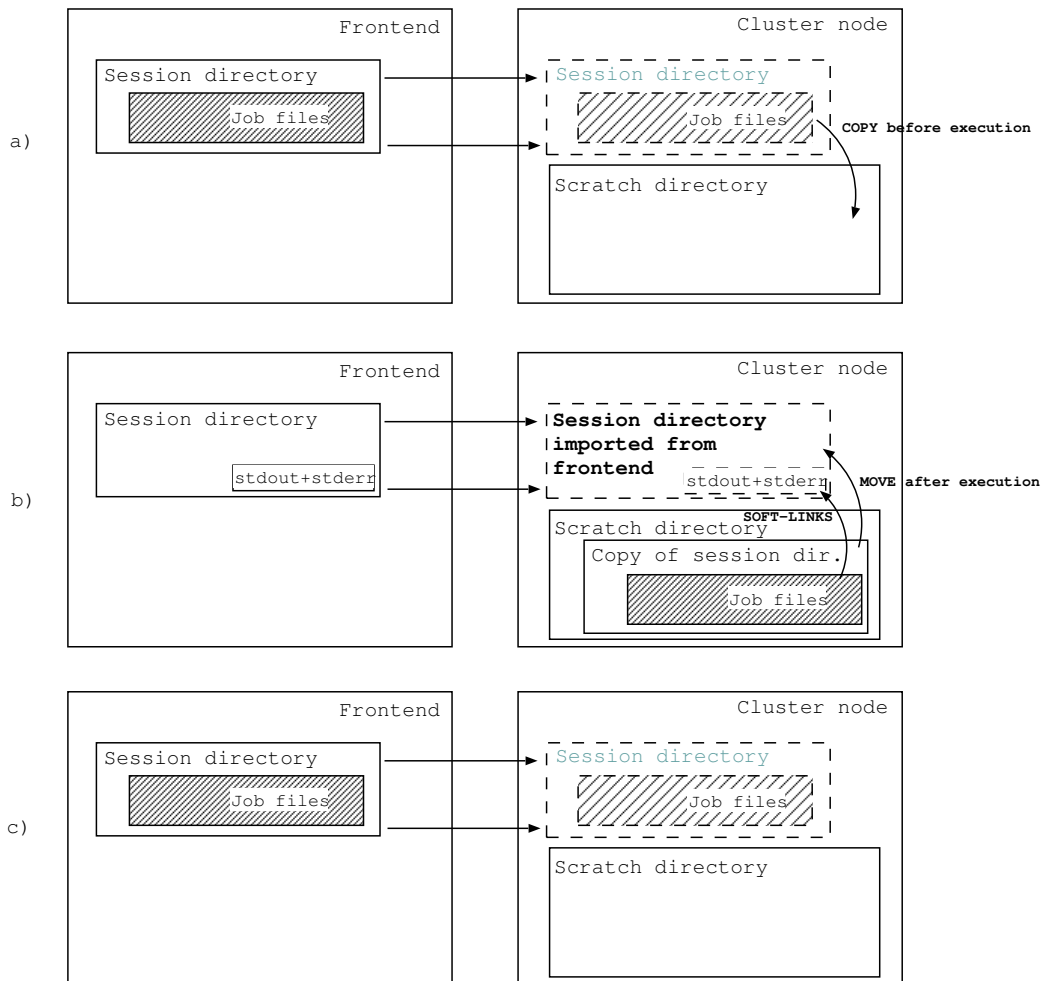 Frontend
Cluster node
Session directory
Session directory
Job files
Job files
COPY before execution
a)
Scratch directory
Frontend
Cluster node
Session directory
Session directory
imported from
frontend
stdout+stderr
stdout+stderr
MOVE after execution
b)
SOFT-LINKS
Scratch directory
Copy of session dir.
Job files
Frontend
Cluster node
Session directory
Session directory
Job files
Job files
c)
Scratch directory